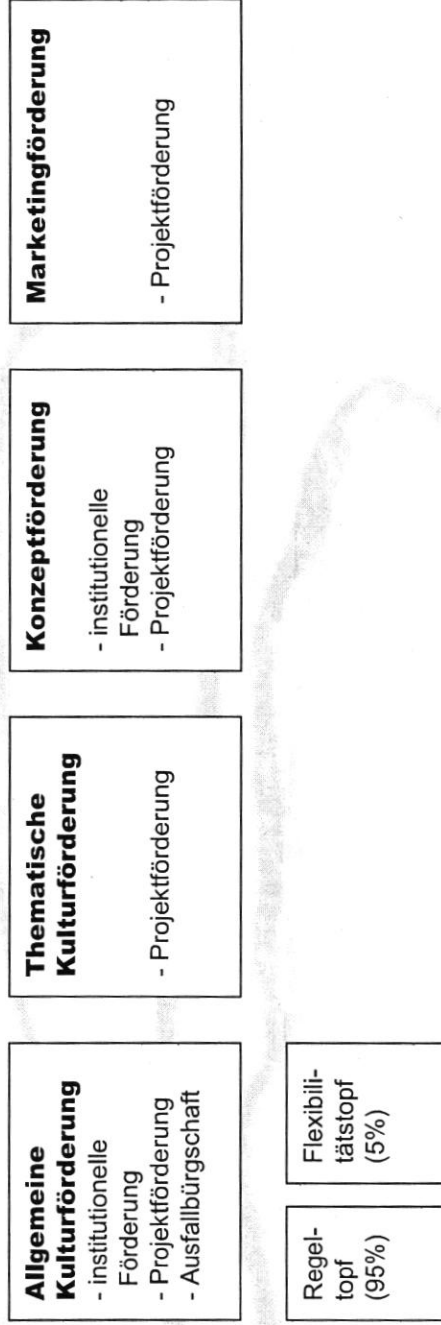 Allgemeine
Kulturförderung
- institutionelle
Förderung
- Projektförderung
- Ausfallbürgschaft
Regel-
topf
(95%)
Flexibili-
tätstopf
(5%)
Thematische
Kulturförderung
- Projektförderung
Konzeptförderung
- institutionelle
Förderung
- Projektförderung
Marketingförderung
- Projektförderung